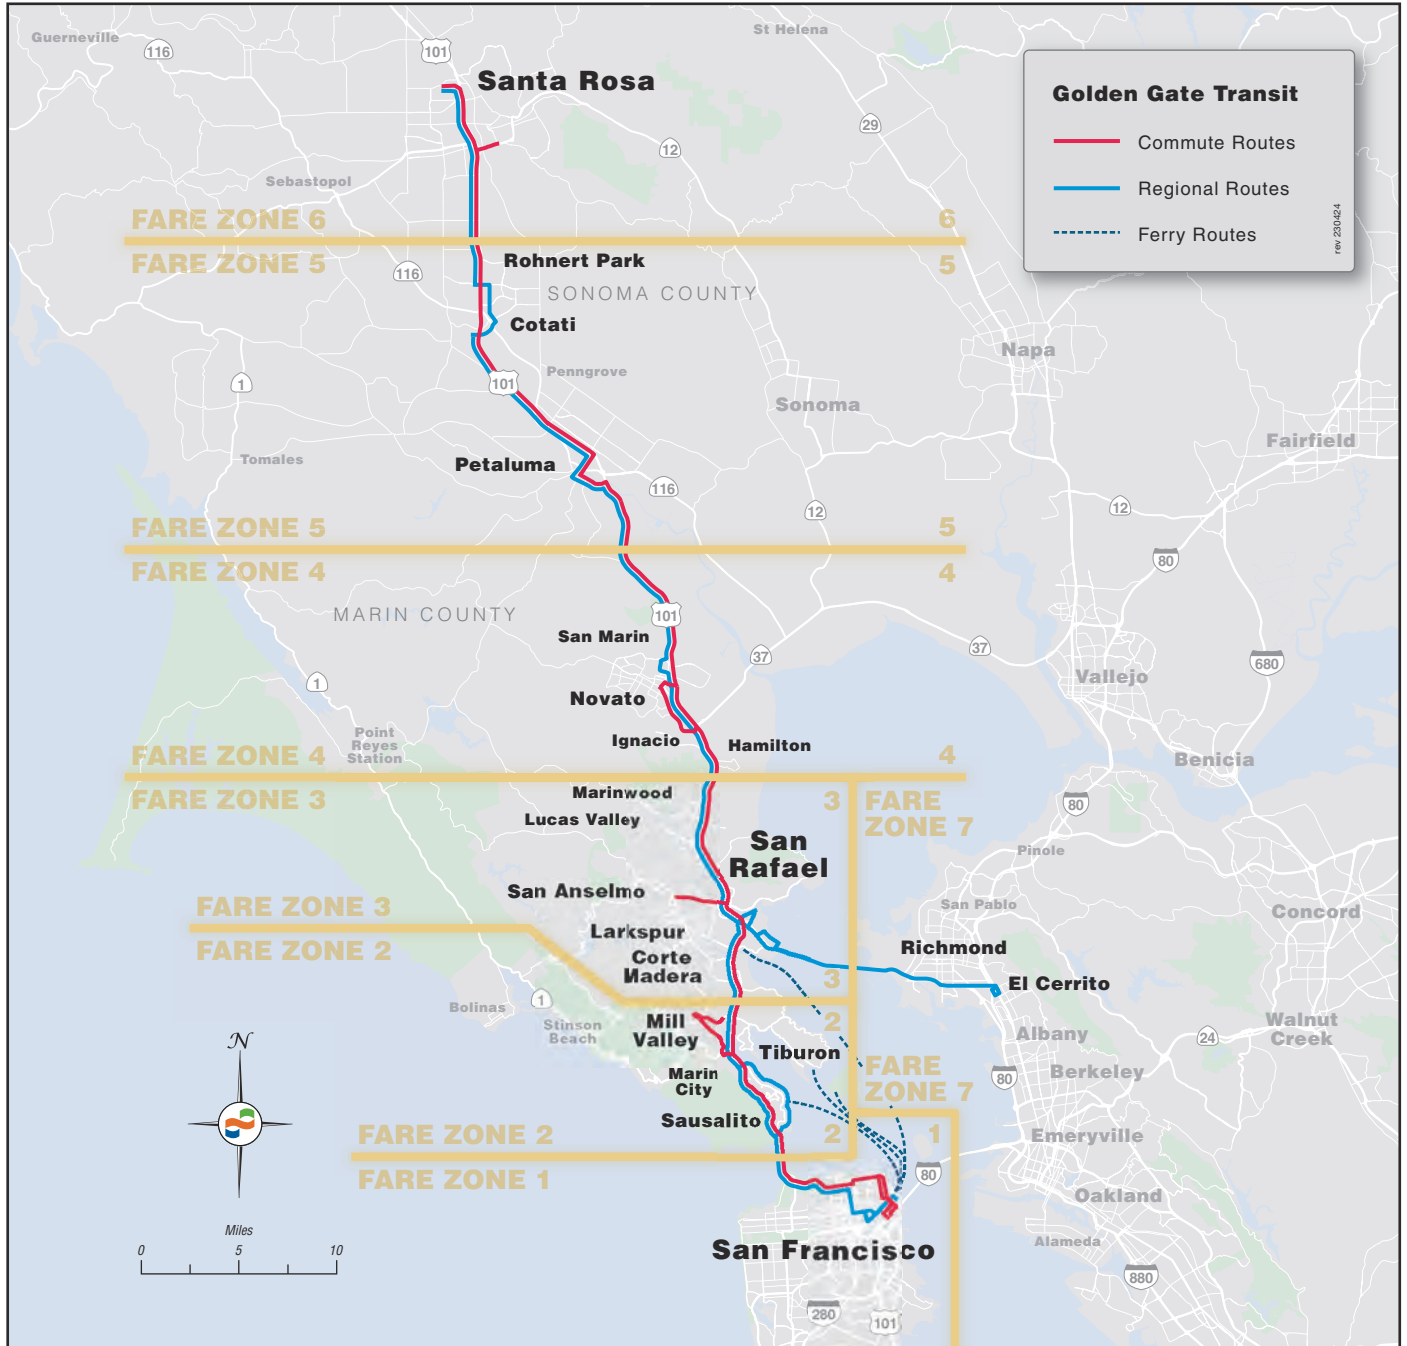 Guerneville
116
101
St Helena
Santa Rosa
Golden Gate Transit
Commute Routes
Regional Routes
Ferry Routes
rev 230424
29
12
Sebastopol
FARE ZONE 6
6
FARE ZONE 5
5
Rohnert Park
116
SONOMA COUNTY
Cotati
Napa
101
Penngrove
1
Sonoma
Fairfield
Tomales
Petaluma
116
12
12
FARE ZONE 5
5
80
FARE ZONE 4
4
MARIN COUNTY
101
San Marin
37
37
680
Vallejo
1
Novato
Point
Reyes
Station
Ignacio
Hamilton
FARE ZONE 4
4
Benicia
FARE ZONE 3
3
FARE
ZONE 7
Marinwood
80
Lucas Valley
San
Rafael
Pinole
San Anselmo
San Pablo
FARE ZONE 3
Concord
Larkspur
FARE ZONE 2
Richmond
Corte
Madera
3
El Cerrito
Bolinas
1
2
Mill
Valley
Stinson
Beach
Albany
Walnut
Creek
24
Tiburon
N
FARE
ZONE 7
Marin
City
80
Berkeley
Sausalito
FARE ZONE 2
2
1
Emeryville
FARE ZONE 1
80
Oakland
Miles
0
5
10
San Francisco
Alameda
880
280
101